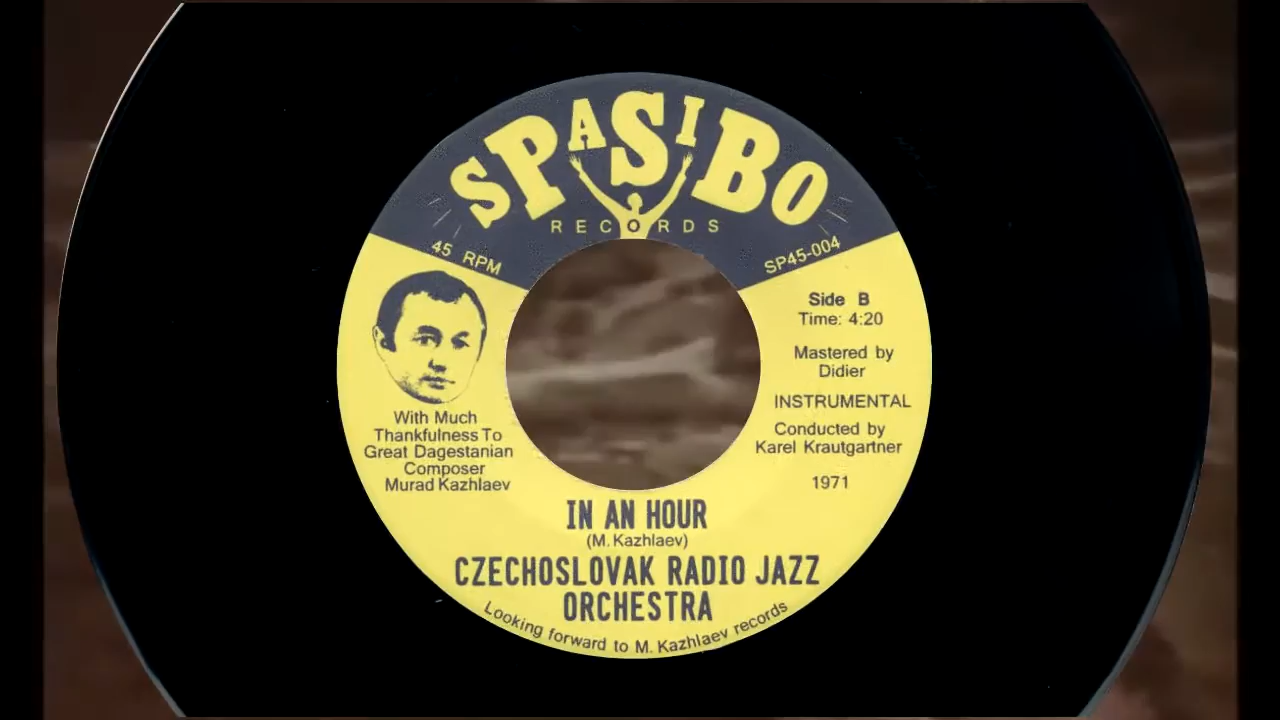 SPASIBO
RECORDS
45 RPM
SP45-004
Side B
Time: 4:20
Mastered by
Didier
INSTRUMENTAL
Conducted by
Karel Krautgartner
1971
With Much
Thankfulness To
Great Dagestanian
Composer
Murad Kazhlaev
IN AN HOUR
(M. Kazhlaev)
CZECHOSLOVAK RADIO JAZZ
ORCHESTRA
Looking forward to M. Kazhlaev records